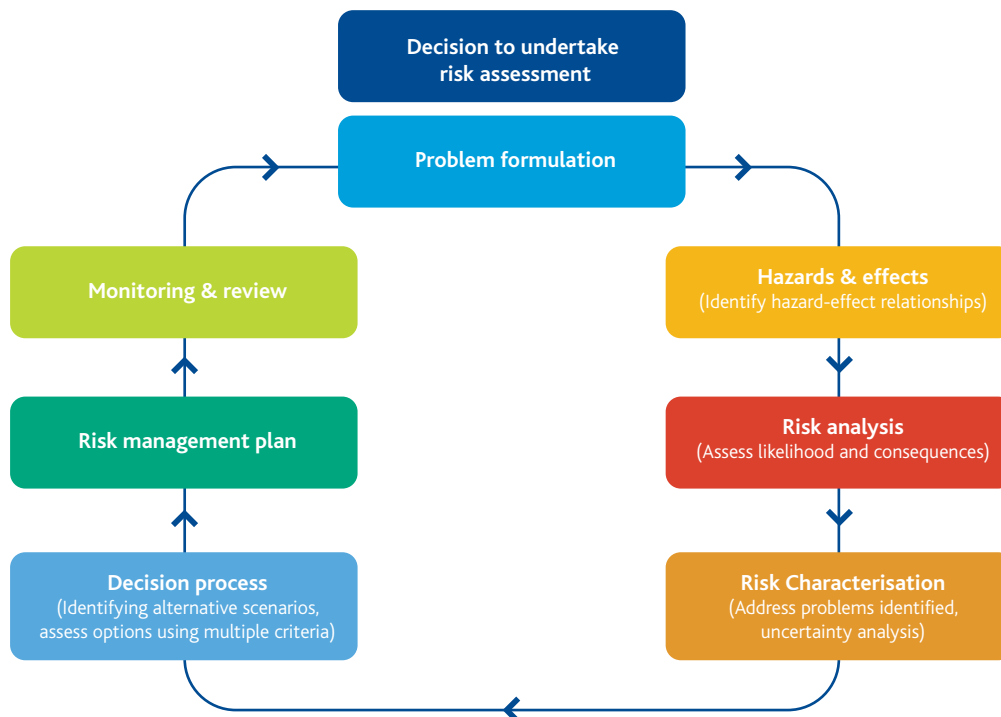 Decision to undertake
risk assessment
Problem formulation
Hazards & effects
(Identify hazard-effect relationships)
Risk analysis
(Assess likelihood and consequences)
Risk Characterisation
(Address problems identified,
uncertainty analysis)
Decision process
(Identifying alternative scenarios,
assess options using multiple criteria)
Risk management plan
Monitoring & review